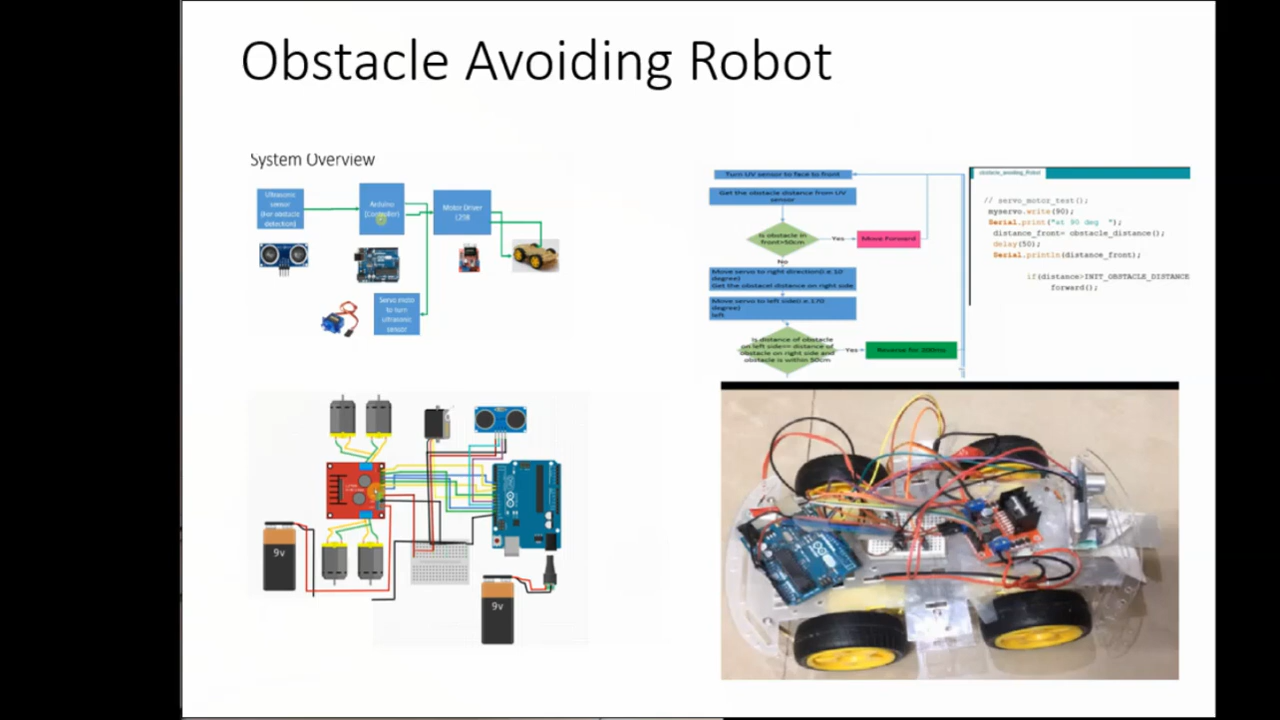 Obstacle Avoiding Robot
System Overview
Ultrasonic
sensor
(For obstacle
detection)
Arduino
(Controller)
Motor Driver
L298
Servo moto
to turn
ultrasonic
sensor
Turn UV sensor to face to front
Get the obstacle distance from UV
sensor
Is obstacle in
front>50cm
Yes
Move Forward
No
Move servo to right direction(i.e.10
degree)
Get the obstacel distance on right side
Move servo to left side(i.e.170
degree)
left
Is distance of obstacle
on left side== distance of
obstacle on right side and
obstacle is within 50cm
Yes
Reverse for 200ms
obstacle_avoiding_Robot
// servo_motor_test();
myservo.write(90);
Serial.print("at 90 deg  ");
distance_front= obstacle_distance();
delay(50);
Serial.println(distance_front);
if(distance>INIT_OBSTACLE_DISTANCE
forward();
9v
9v